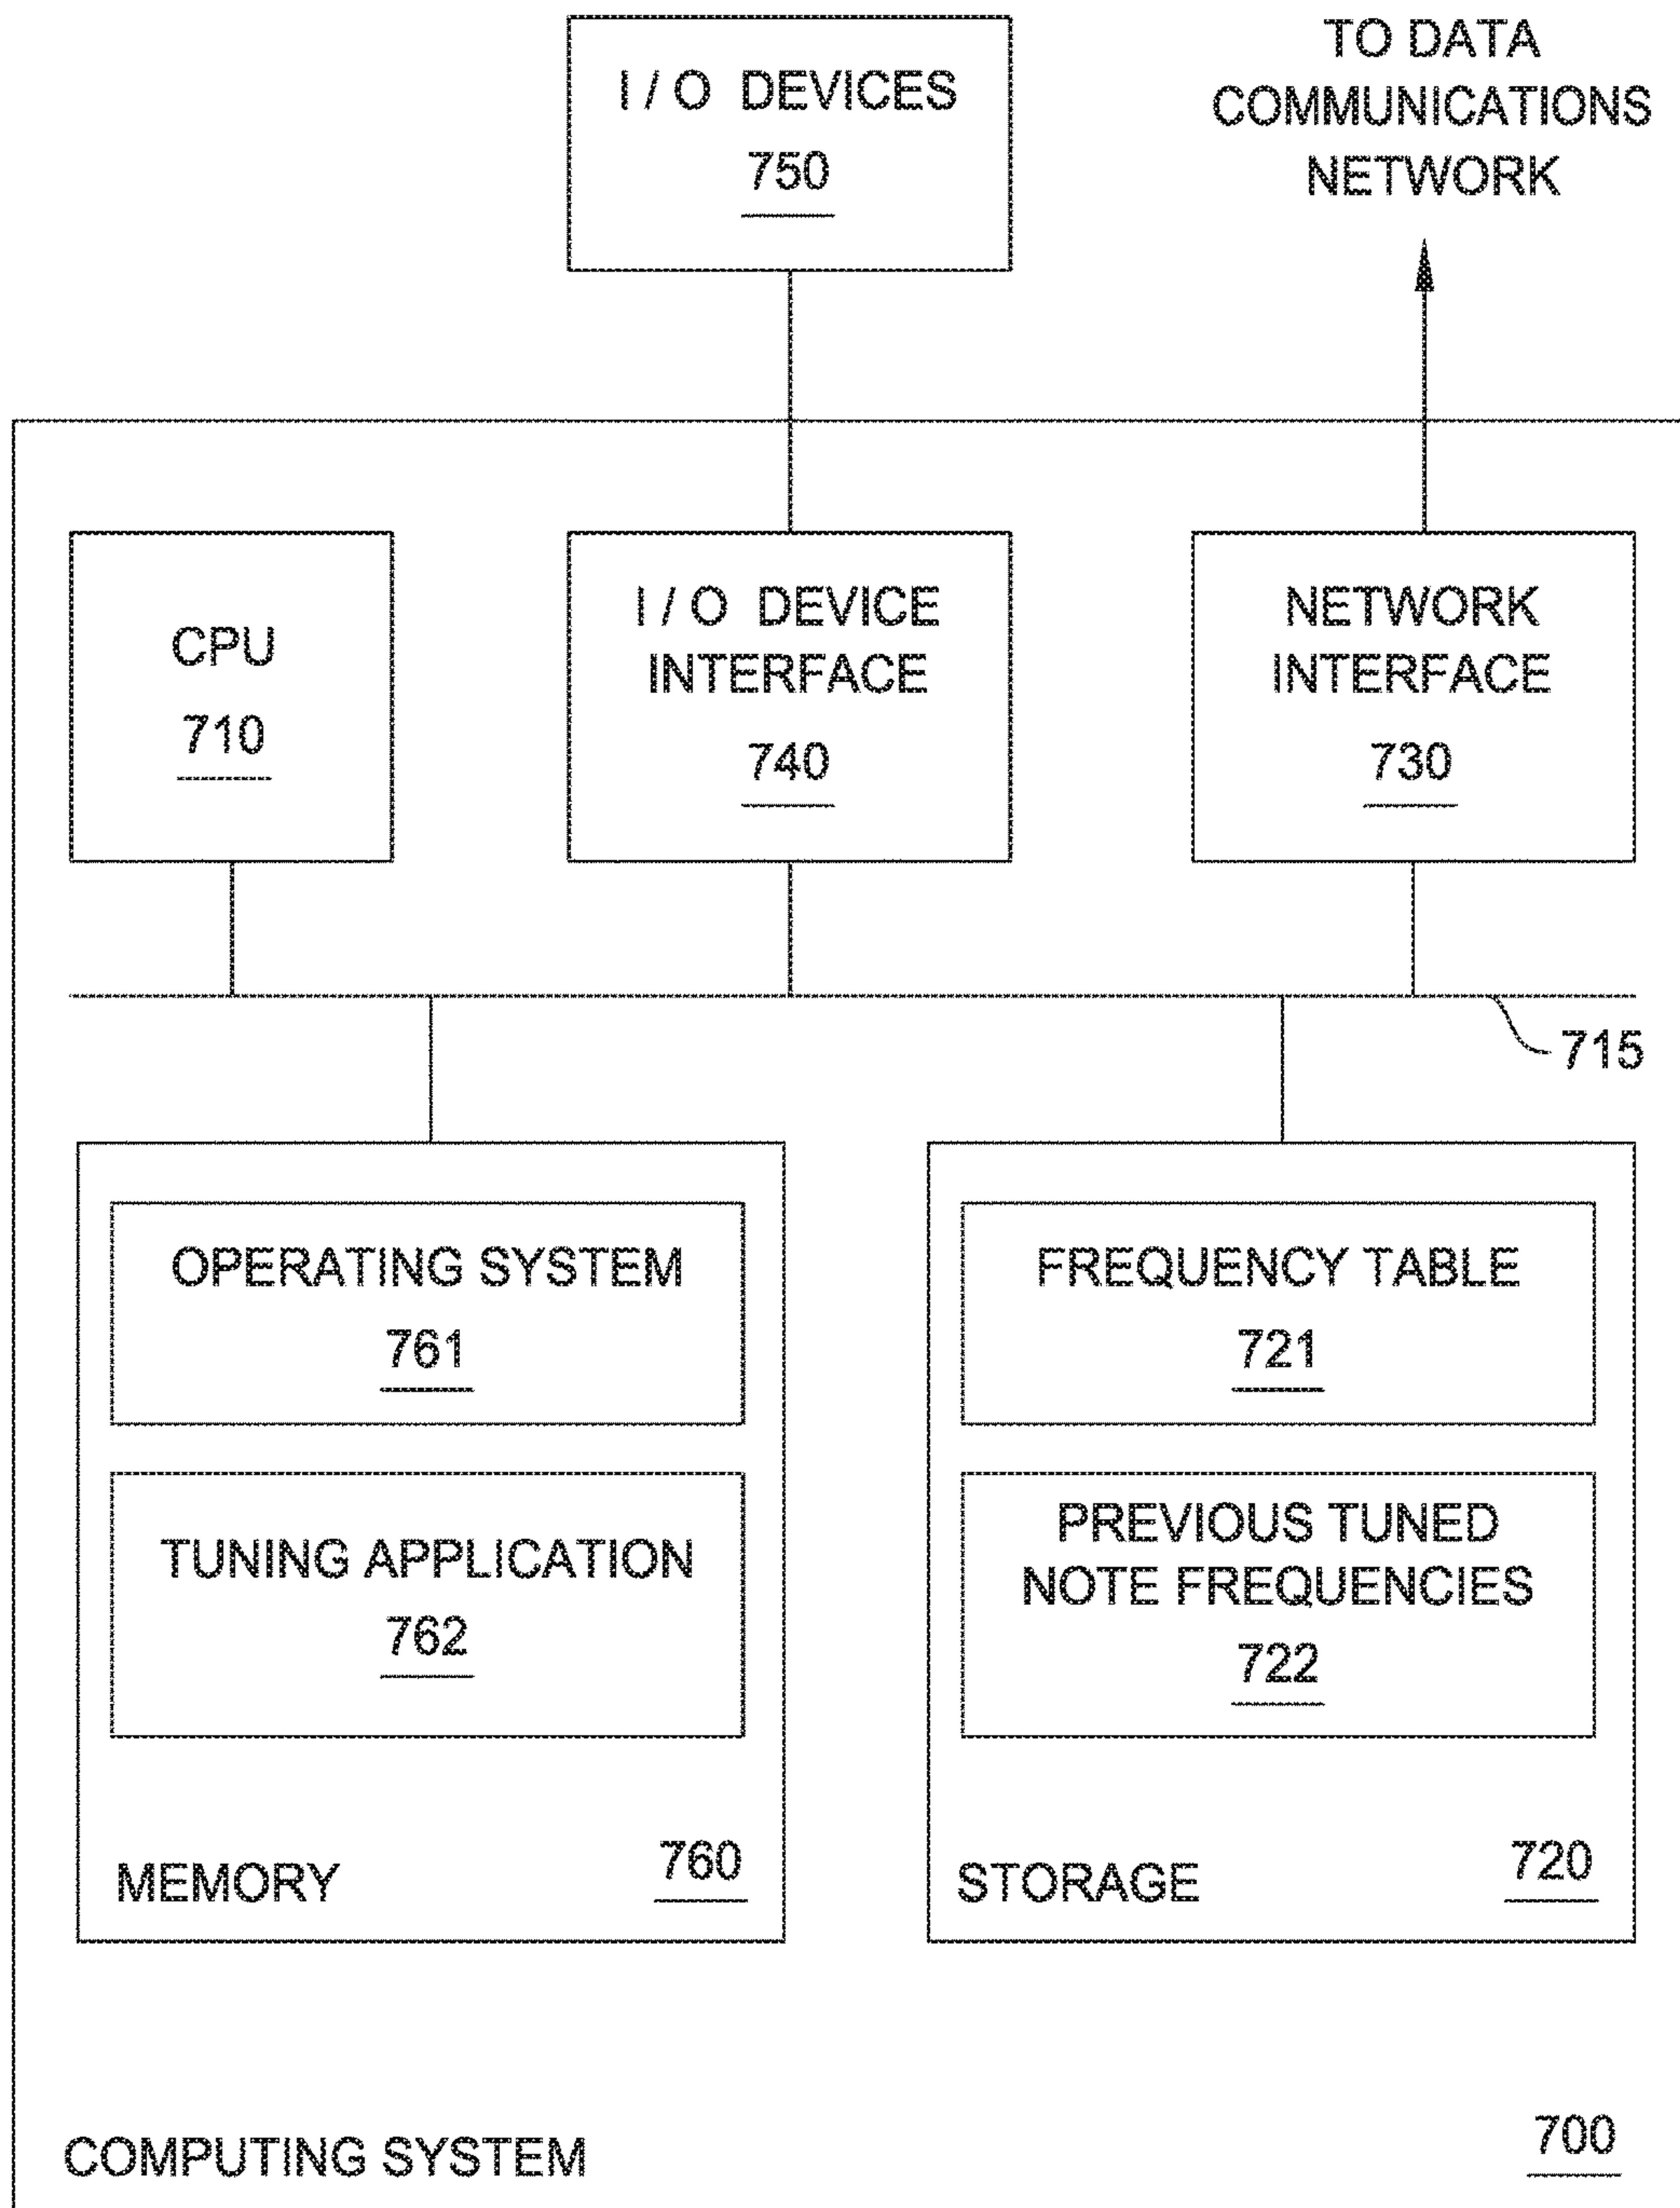 I / O DEVICES
750
TO DATA
COMMUNICATIONS
NETWORK
CPU
710
I / O DEVICE
INTERFACE
740
NETWORK
INTERFACE
730
715
OPERATING SYSTEM
761
TUNING APPLICATION
762
MEMORY
760
FREQUENCY TABLE
721
PREVIOUS TUNED
NOTE FREQUENCIES
722
STORAGE
720
COMPUTING SYSTEM
700